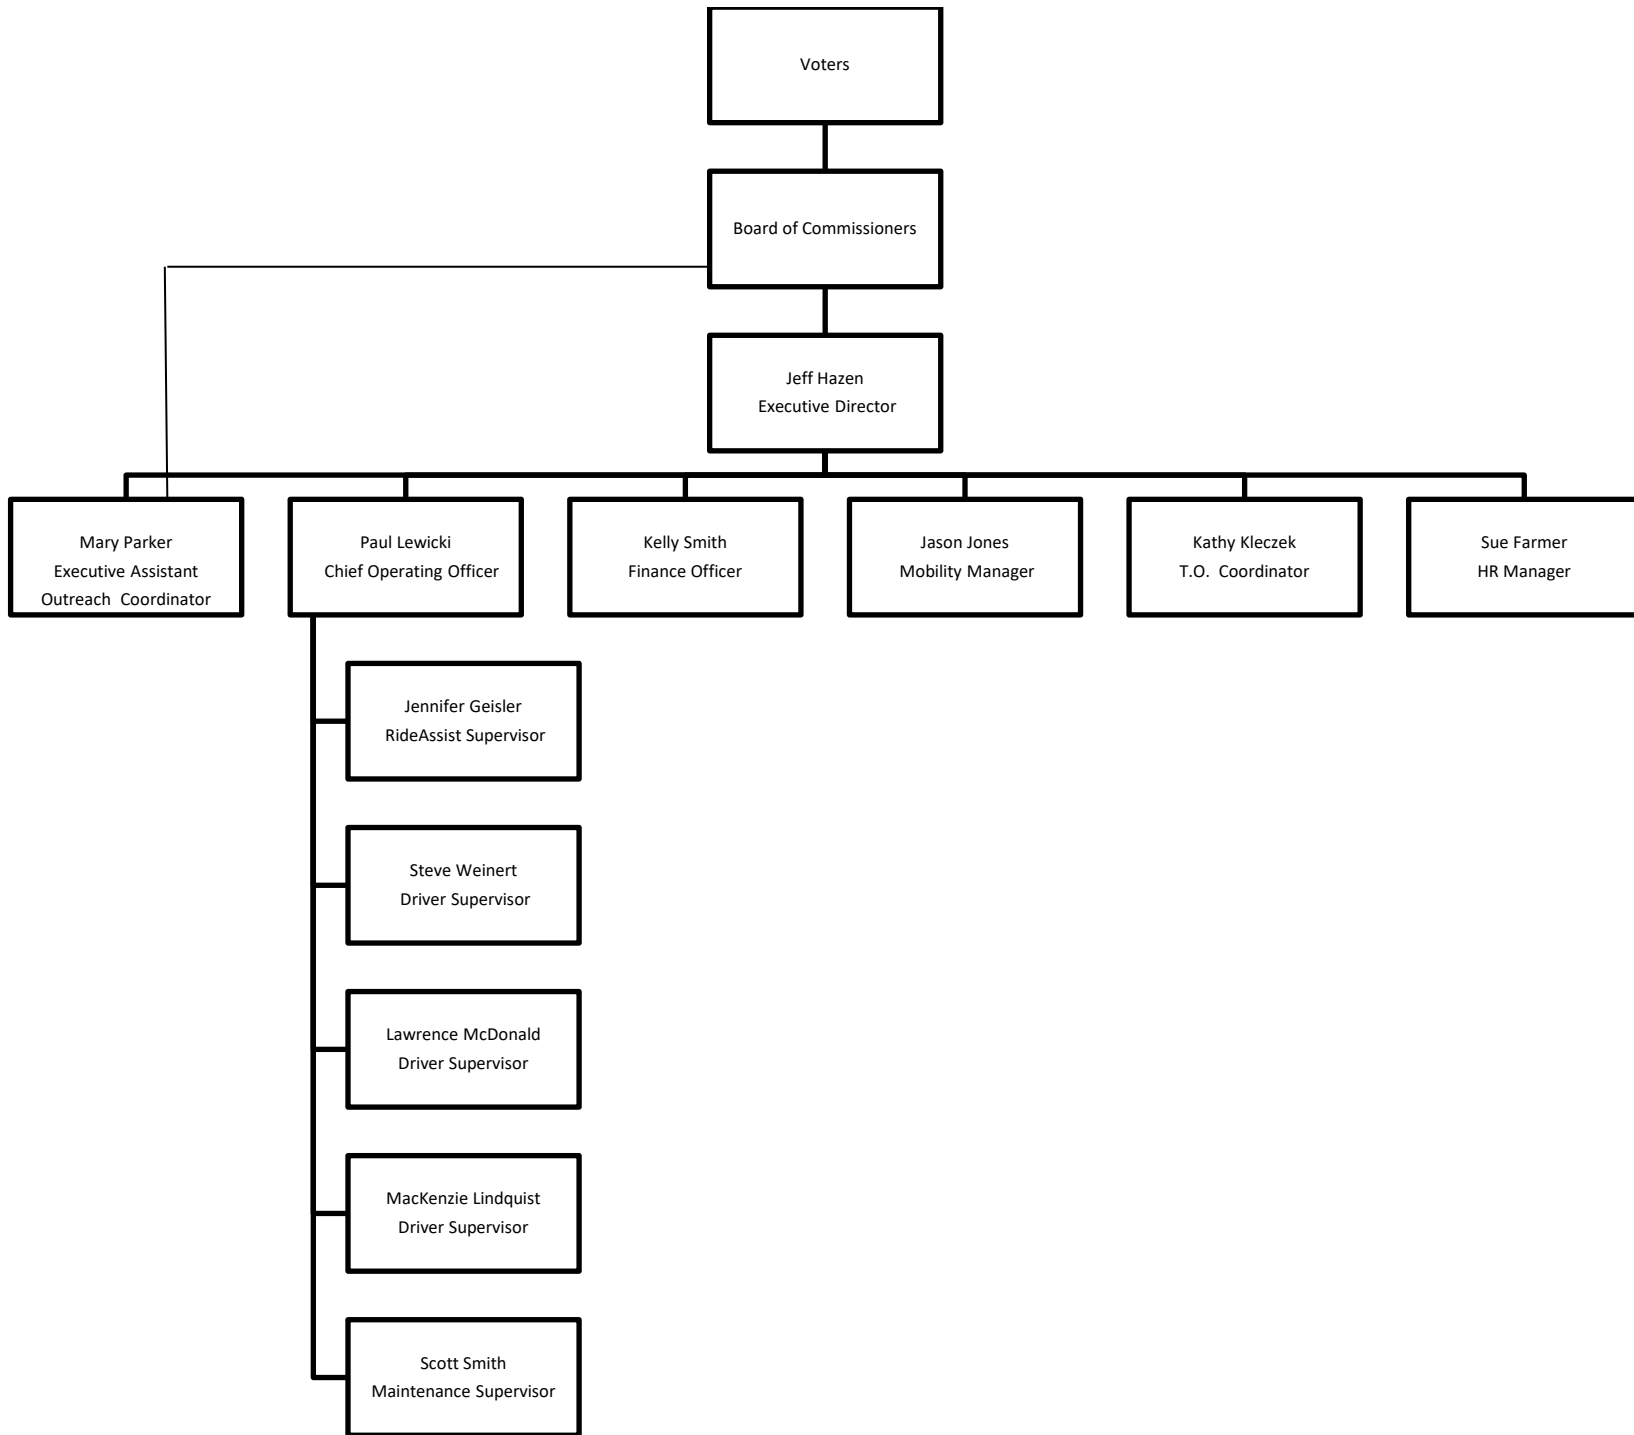 Voters
Board of Commissioners
Jeff Hazen
Executive Director
Mary Parker
Executive Assistant
Outreach  Coordinator
Paul Lewicki
Chief Operating Officer
Kelly Smith
Finance Officer
Jason Jones
Mobility Manager
Kathy Kleczek
T.O.  Coordinator
Sue Farmer
HR Manager
Jennifer Geisler
RideAssist Supervisor
Steve Weinert
Driver Supervisor
Lawrence McDonald
Driver Supervisor
MacKenzie Lindquist
Driver Supervisor
Scott Smith
Maintenance Supervisor